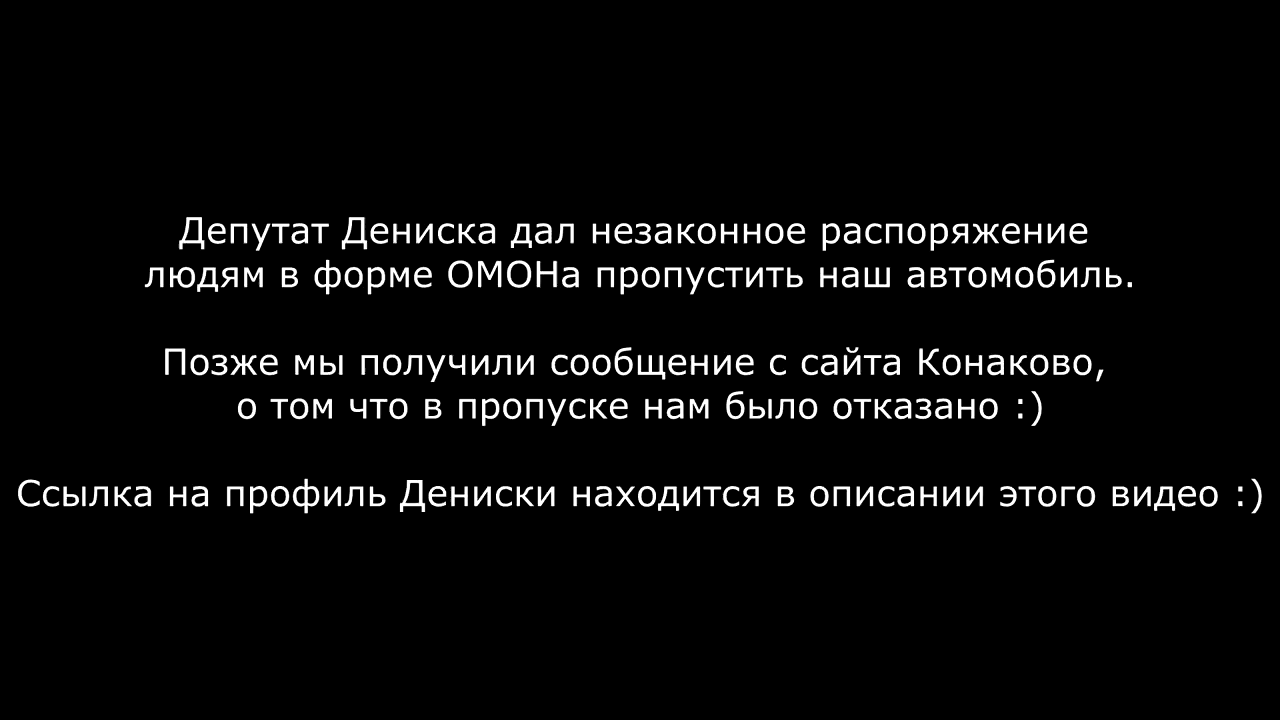 Депутат Дениска дал незаконное распоряжение
людям в форме ОМОНа пропустить наш автомобиль.
Позже мы получили сообщение с сайта Конаково,
о том что в пропуске нам было отказано :)
Ссылка на профиль Дениски находится в описании этого видео :)